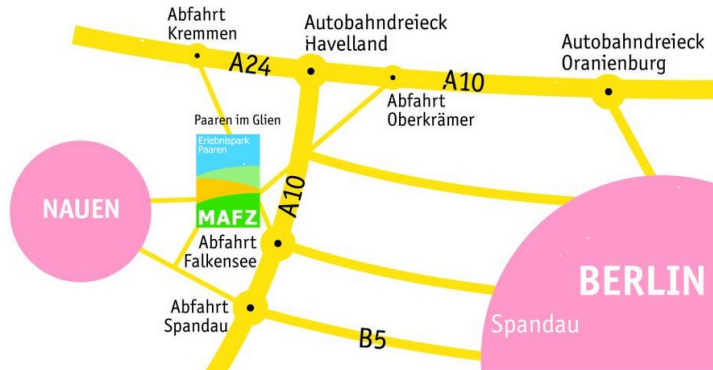 Abfahrt
Kremmen
A24
Autobahndreieck
Havelland
A10
Abfahrt
Oberkrämer
Autobahndreieck
Oranienburg
Paaren im Glien
Erlebnispark
Paaren
MAFZ
NAUEN
A10
Abfahrt
Falkensee
Abfahrt
Spandau
B5
BERLIN
Spandau